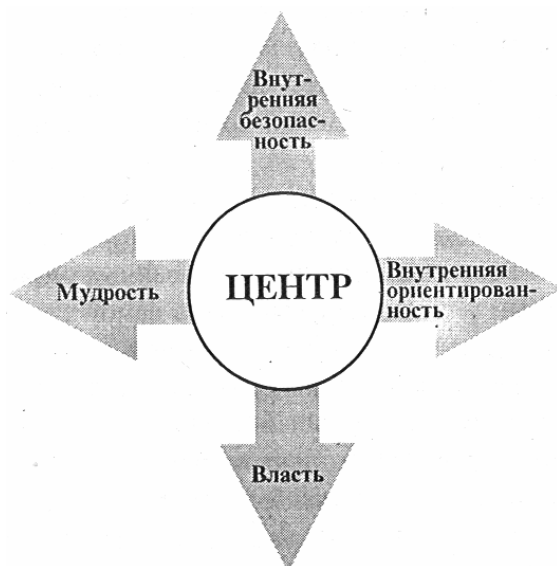 Внут-
ренняя
безопас-
ность
Мудрость
ЦЕНТР
Внутренняя
ориентирован-
ность
Власть